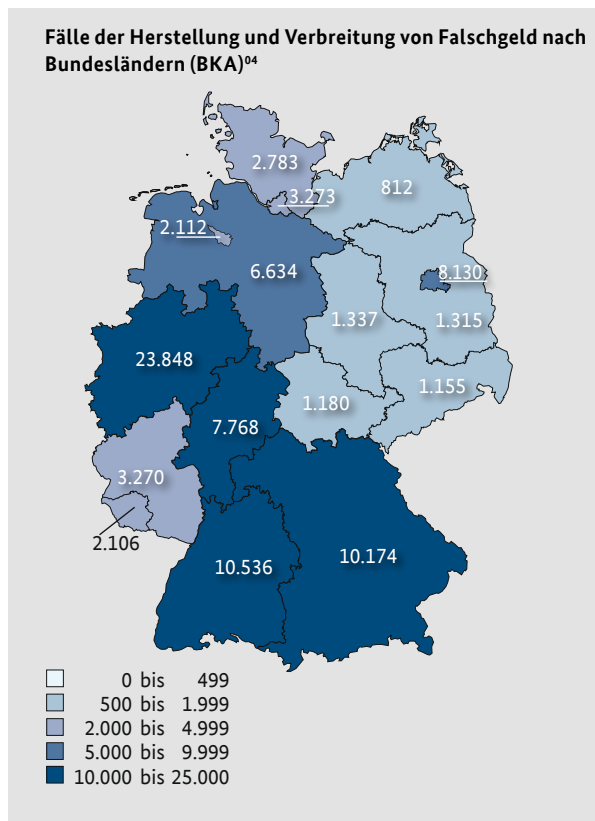 Fälle der Herstellung und Verbreitung von Falschgeld nach
Bundesländern (BKA)⁰⁴
2.783
3.273
812
2.112
6.634
8.130
1.337
1.315
23.848
1.155
1.180
7.768
3.270
2.106
10.536
10.174
0 bis 499
500 bis 1.999
2.000 bis 4.999
5.000 bis 9.999
10.000 bis 25.000